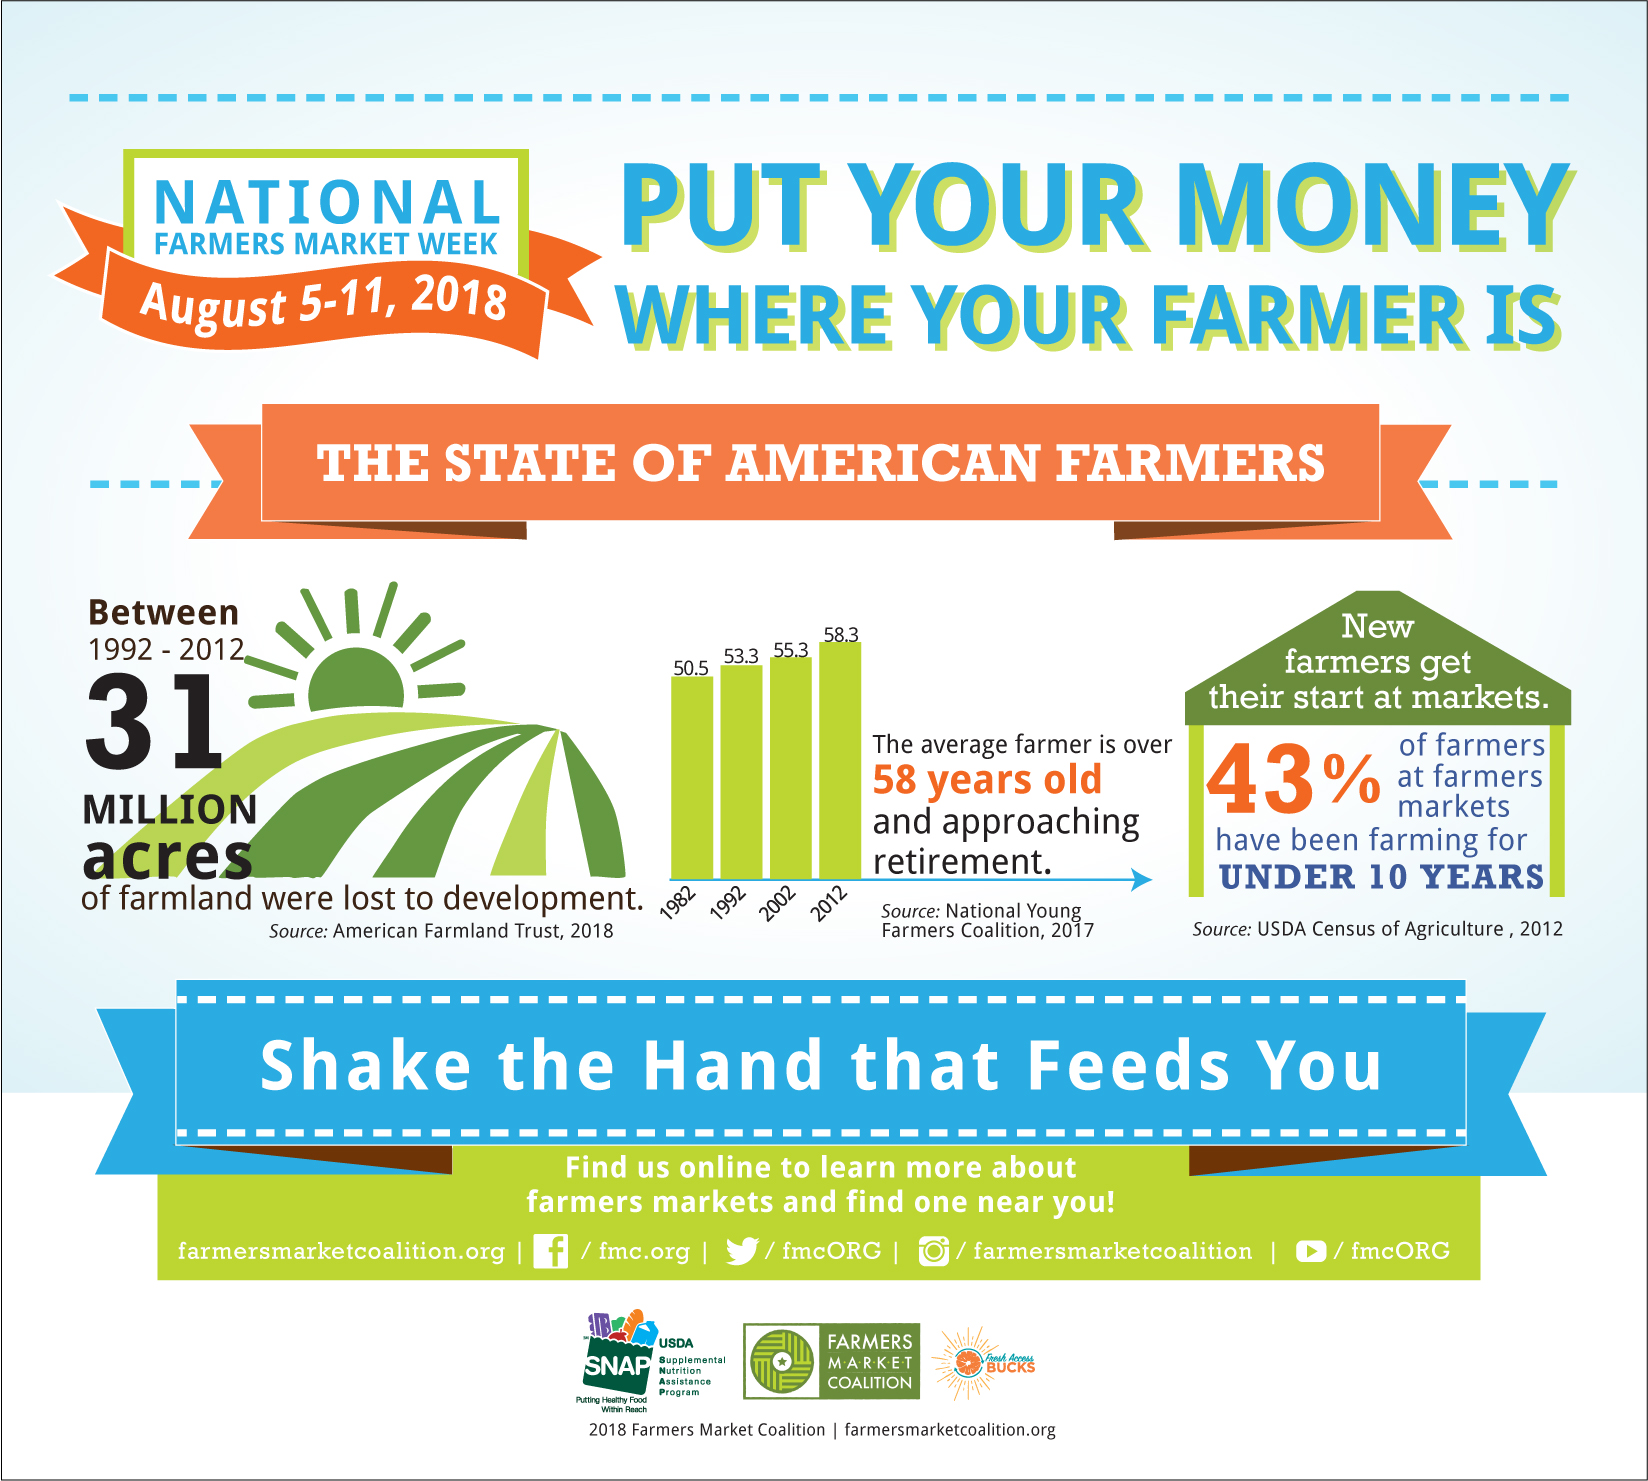 NATIONAL
FARMERS MARKET WEEK
August 5-11, 2018
PUT YOUR MONEY
WHERE YOUR FARMER IS
THE STATE OF AMERICAN FARMERS
Between
1992 - 2012
31
MILLION
acres
of farmland were lost to development.
Source: American Farmland Trust, 2018
50.5
53.3
55.3
58.3
1982
1992
2002
2012
The average farmer is over
58 years old
and approaching
retirement.
Source: National Young
Farmers Coalition, 2017
New
farmers get
their start at markets.
43%
of farmers
at farmers
markets
have been farming for
UNDER 10 YEARS
Source: USDA Census of Agriculture , 2012
Shake the Hand that Feeds You
Find us online to learn more about
farmers markets and find one near you!
farmersmarketcoalition.org | / fmc.org | / fmcORG | / farmersmarketcoalition | / fmcORG
SNAP
Putting Healthy Food
Within Reach
USDA
Supplemental
Nutrition
Assistance
Program
FARMERS
M·A·R·K·E·T
COALITION
Fresh Access
BUCKS
2018 Farmers Market Coalition | farmersmarketcoalition.org